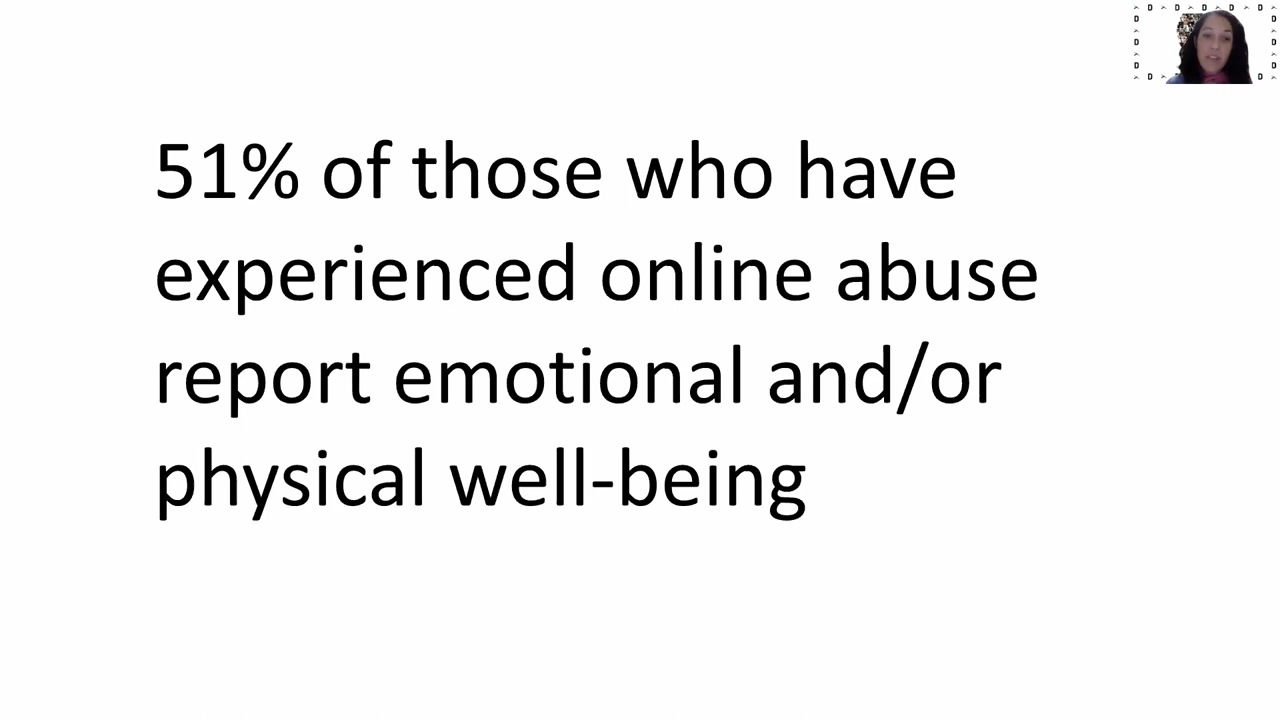 51% of those who have
experienced online abuse
report emotional and/or
physical well-being